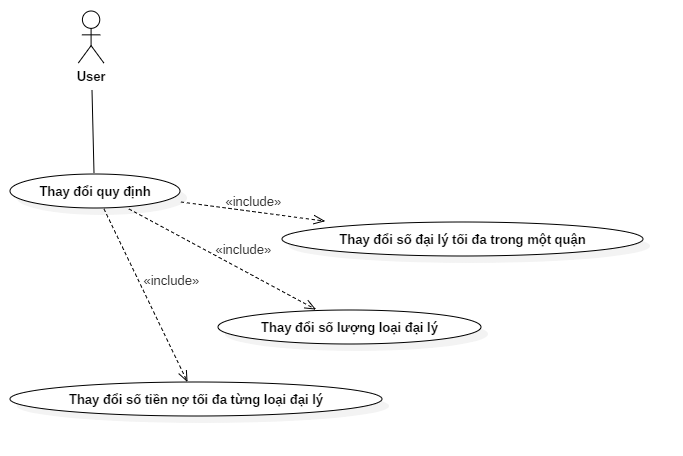 User
Thay đổi quy định
«include»
Thay đổi số đại lý tối đa trong một quận
«include»
«include»
Thay đổi số lượng loại đại lý
Thay đổi số tiền nợ tối đa từng loại đại lý